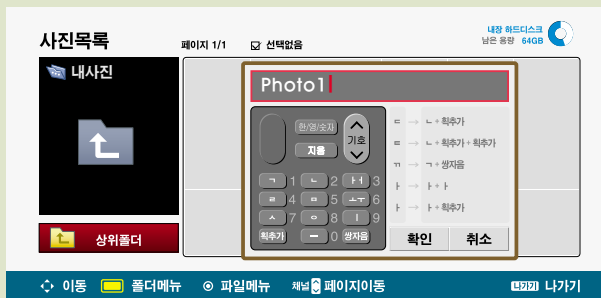 사진목록
페이지 1/1
선택없음
내장 하드디스크
남은 용량 64GB
내사진
상위폴더
Photo1
한/영/숫자
지움
기호
ㄱ 1 ㄴ 2 ㅏㅓ 3
ㄹ 4 ㅁ 5 ㅗㅜ 6
ㅅ 7 ㅇ 8 ㅣ 9
획추가 ㅡ 0 쌍자음
ㄷ → ㄴ+획추가
ㅌ → ㄴ+획추가+획추가
ㄲ → ㄱ+쌍자음
ㅏ → ㅏ+ㅏ
ㅑ → ㅏ+획추가
확인 취소
이동 폴더메뉴 파일메뉴 채널 페이지이동 나가기 나가기